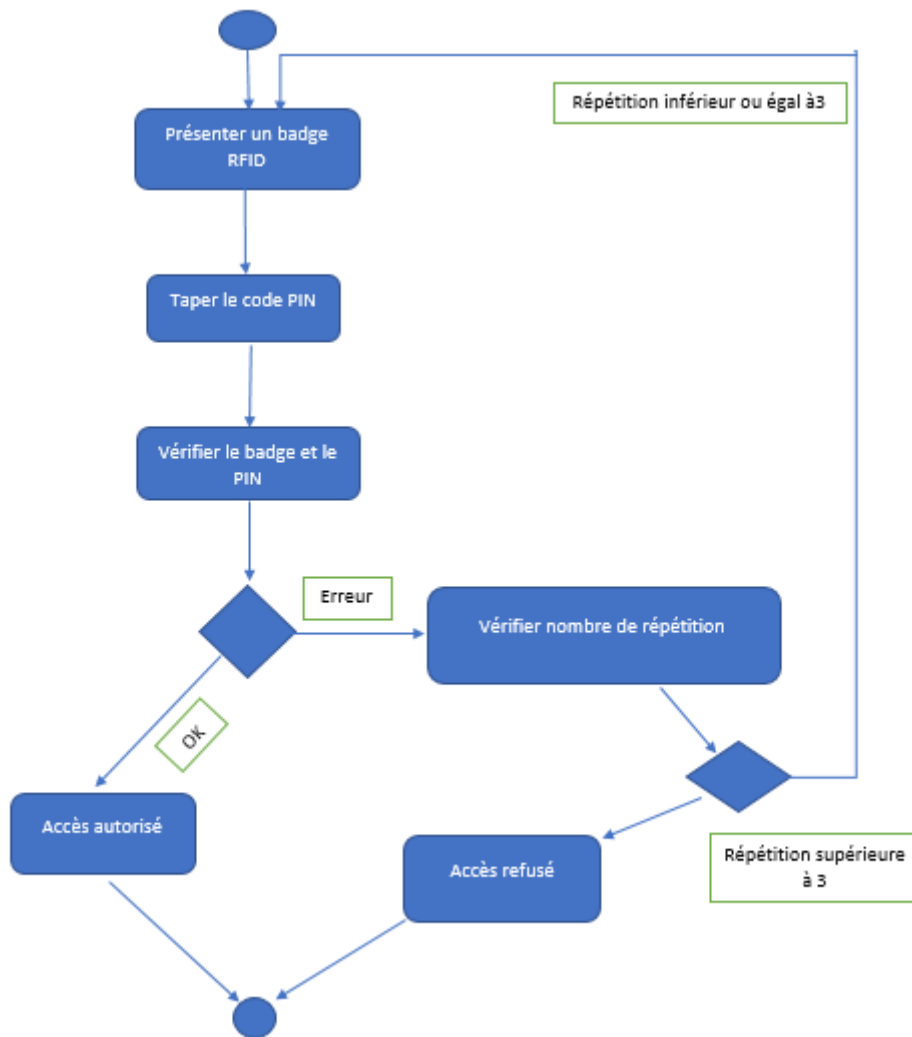 Répétition inférieur ou égal à3
Présenter un badge
RFID
Taper le code PIN
Vérifier le badge et le
PIN
Erreur
Vérifier nombre de répétition
OK
Accès autorisé
Accès refusé
Répétition supérieure
à 3